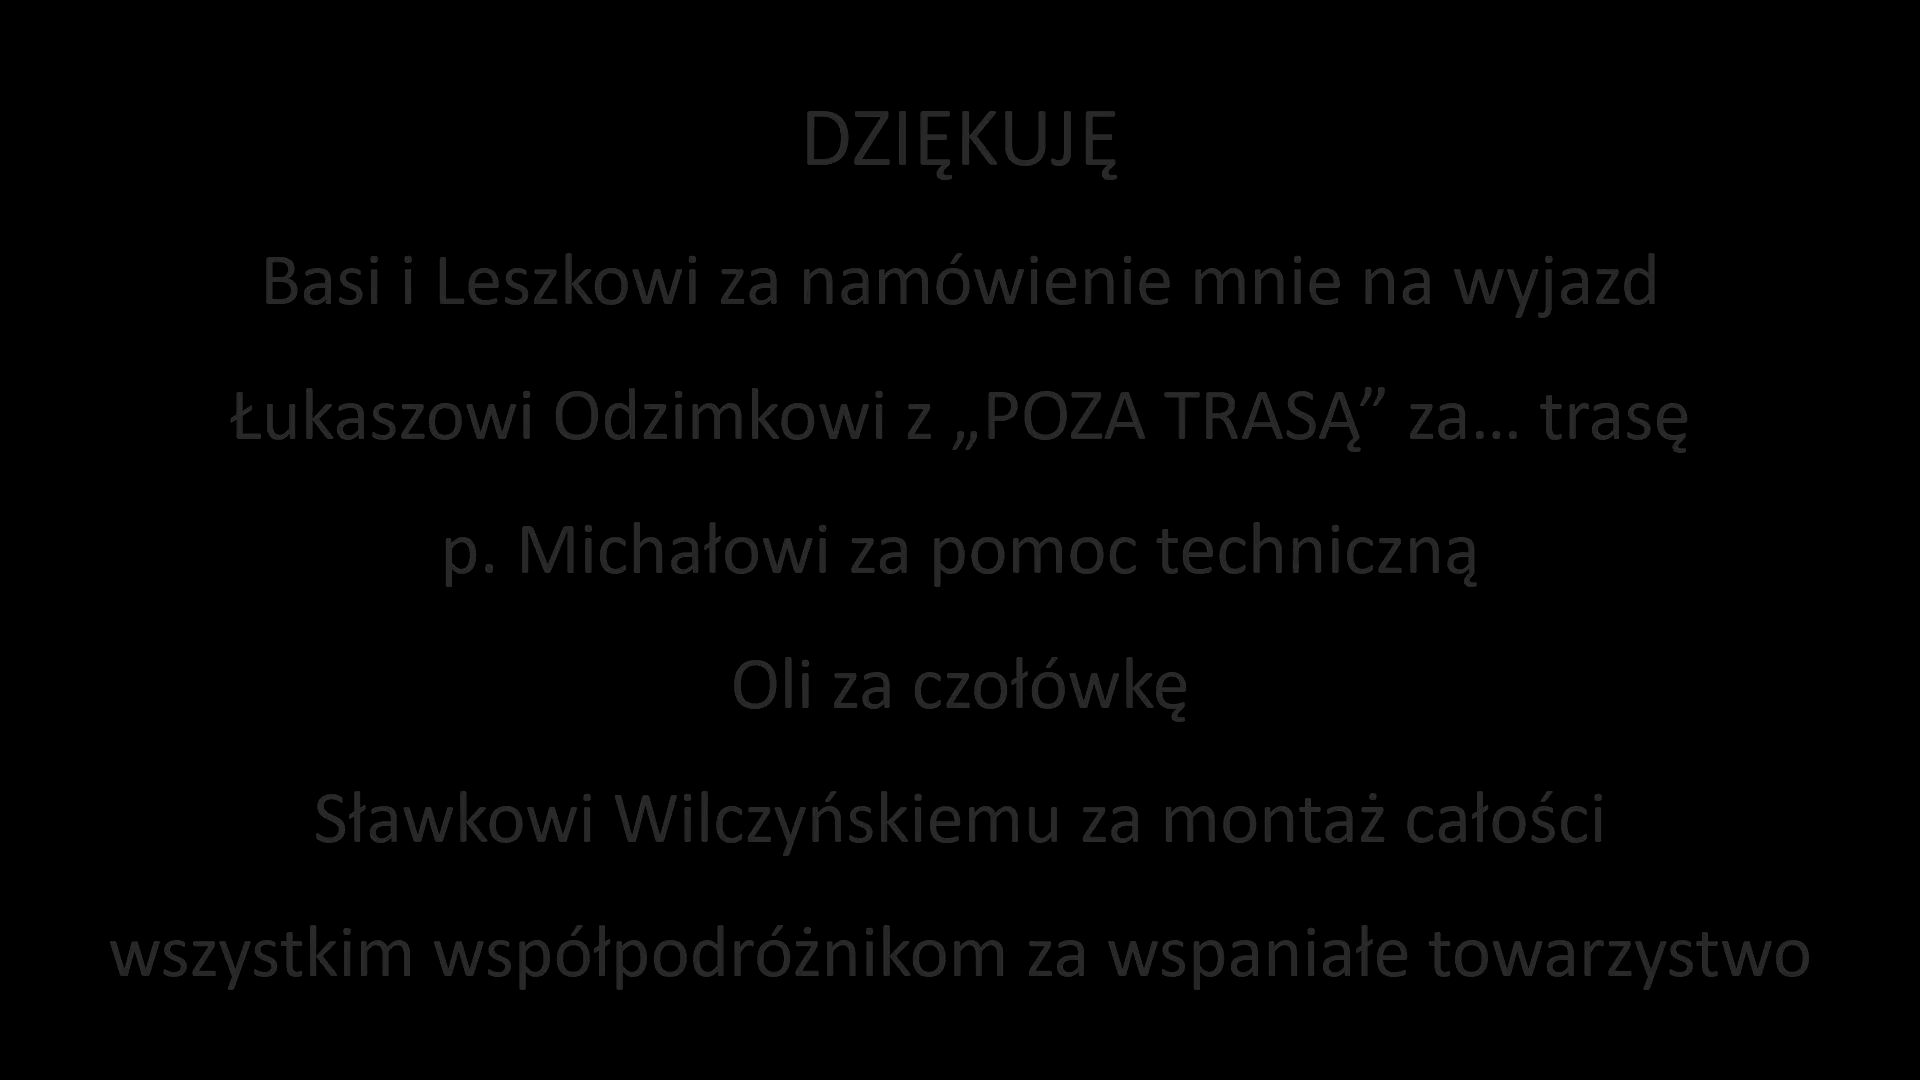 DZIĘKUJĘ
Basi i Leszkowi za namówienie mnie na wyjazd
Łukaszowi Odzimkowi z „POZA TRASĄ” za... trasę
p. Michałowi za pomoc techniczną
Oli za czołówkę
Sławkowi Wilczyńskiemu za montaż całości
wszystkim współpodróżnikom za wspaniałe towarzystwo